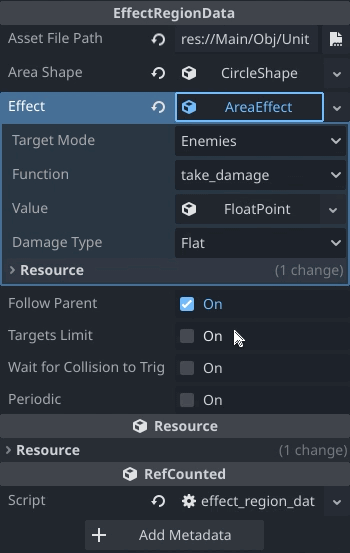 EffectRegionData
Asset File Path res://Main/Obj/Unit
Area Shape CircleShape
Effect AreaEffect
Target Mode Enemies
Function take_damage
Value FloatPoint
Damage Type Flat
Resource (1 change)
Follow Parent On
Targets Limit On
Wait for Collision to Trig On
Periodic On
Resource
Resource (1 change)
RefCounted
Script effect_region_dat
Add Metadata